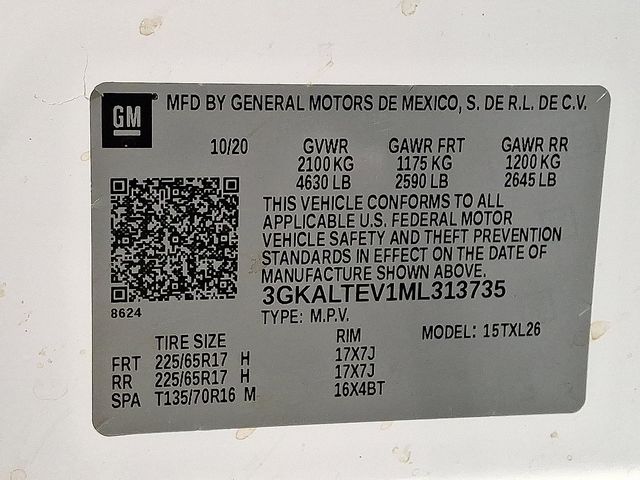 GM MFD BY GENERAL MOTORS DE MEXICO, S. DE R.L. DE C.V.
10/20 GVWR GAWR FRT GAWR RR
2100 KG 1175 KG 1200 KG
4630 LB 2590 LB 2645 LB
THIS VEHICLE CONFORMS TO ALL
APPLICABLE U.S. FEDERAL MOTOR
VEHICLE SAFETY AND THEFT PREVENTION
STANDARDS IN EFFECT ON THE DATE OF
MANUFACTURE SHOWN ABOVE.
3GKALTEV1ML313735
8624
TYPE: M.P.V.
TIRE SIZE RIM MODEL: 15TXL26
FRT 225/65R17 H 17X7J
RR 225/65R17 H 17X7J
SPA T135/70R16 M 16X4BT